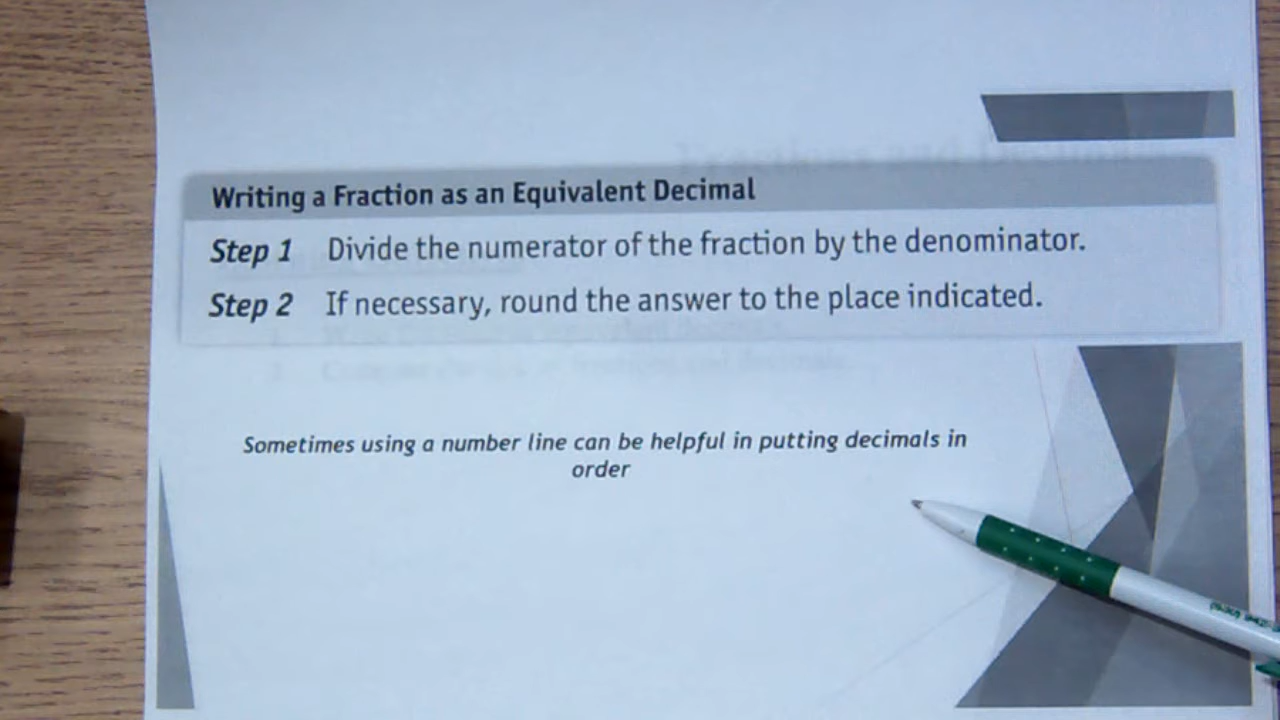 Writing a Fraction as an Equivalent Decimal
Step 1 Divide the numerator of the fraction by the denominator.
Step 2 If necessary, round the answer to the place indicated.
Sometimes using a number line can be helpful in putting decimals in
order